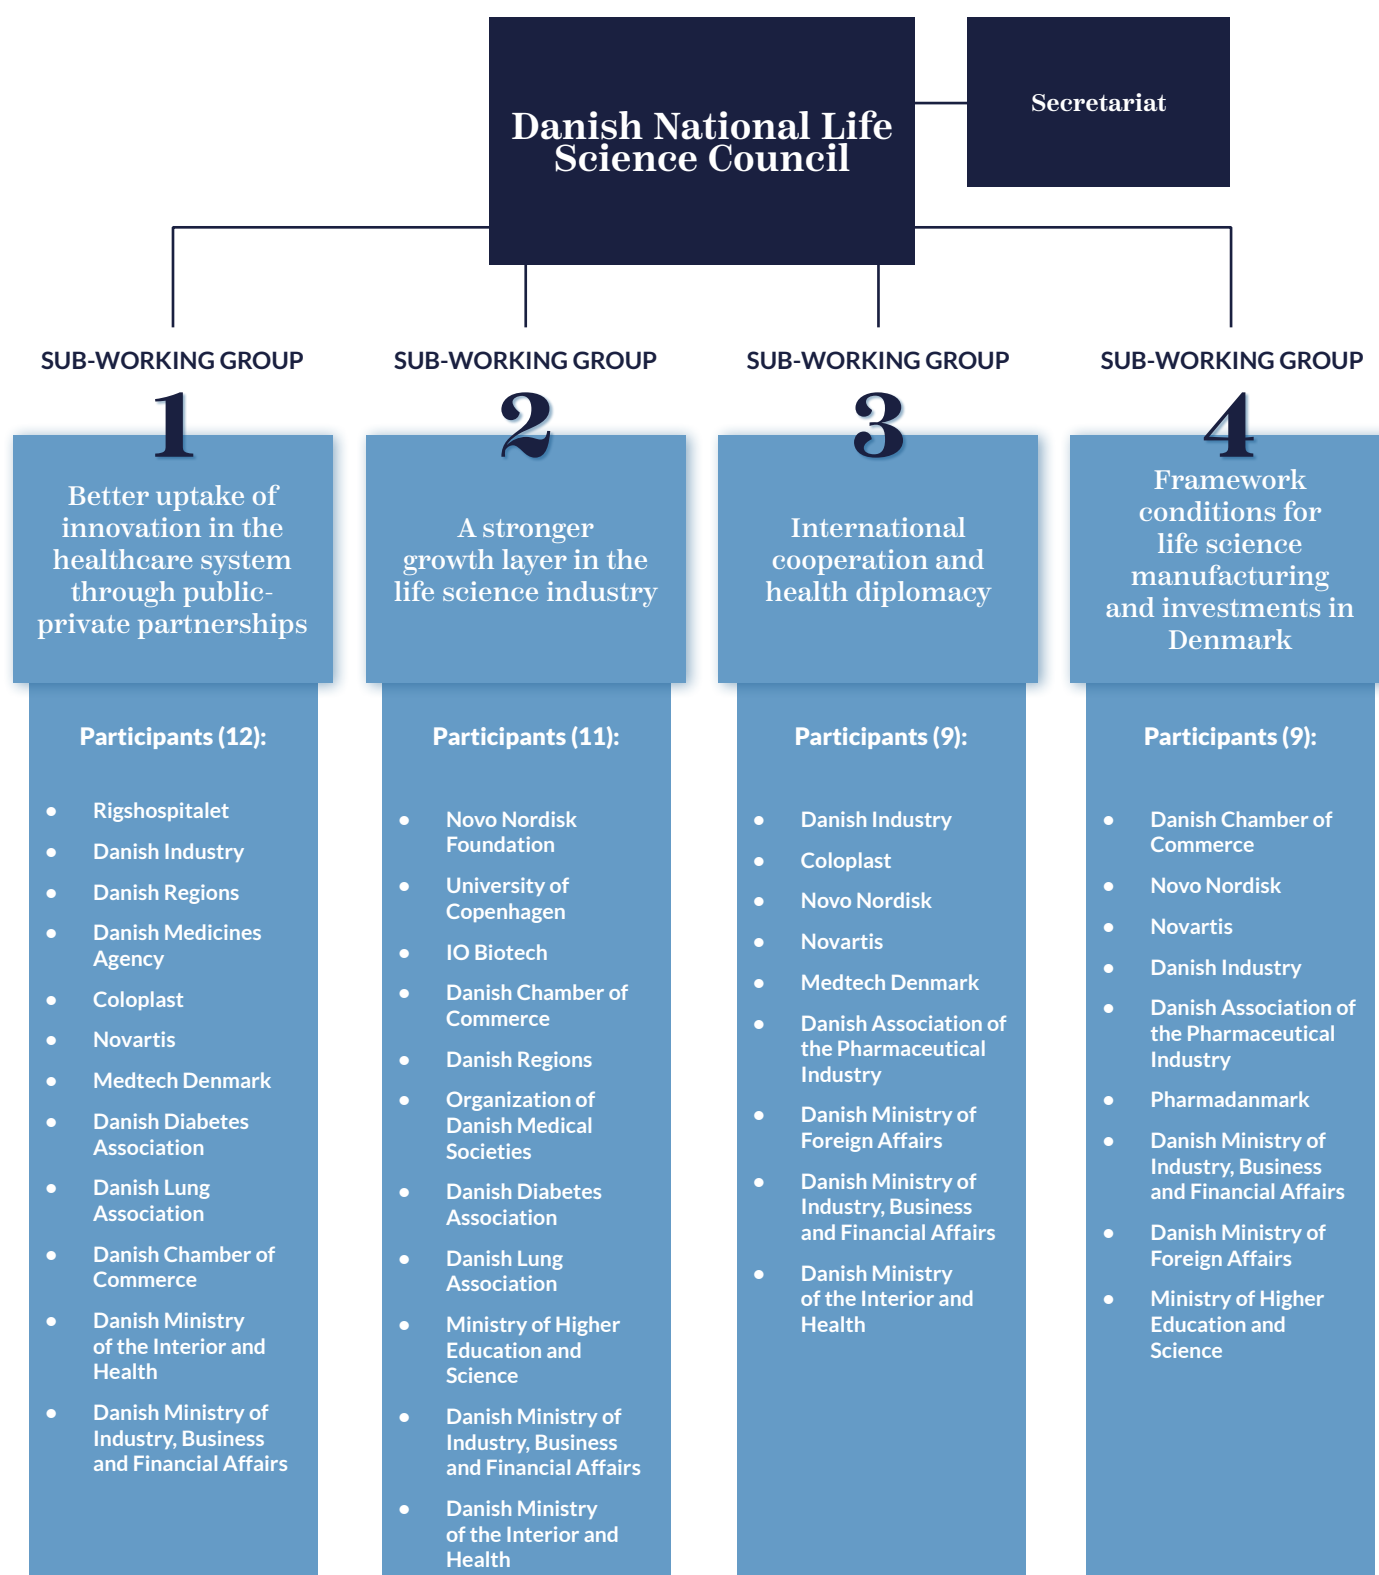 Danish National Life
Science Council
Secretariat
SUB-WORKING GROUP
1
Better uptake of
innovation in the
healthcare system
through public-
private partnerships
Participants (12):
● Rigshospitalet
● Danish Industry
● Danish Regions
● Danish Medicines
Agency
● Coloplast
● Novartis
● Medtech Denmark
● Danish Diabetes
Association
● Danish Lung
Association
● Danish Chamber of
Commerce
● Danish Ministry
of the Interior and
Health
● Danish Ministry of
Industry, Business
and Financial Affairs
SUB-WORKING GROUP
2
A stronger
growth layer in the
life science industry
Participants (11):
● Novo Nordisk
Foundation
● University of
Copenhagen
● IO Biotech
● Danish Chamber of
Commerce
● Danish Regions
● Organization of
Danish Medical
Societies
● Danish Diabetes
Association
● Danish Lung
Association
● Ministry of Higher
Education and
Science
● Danish Ministry of
Industry, Business
and Financial Affairs
● Danish Ministry
of the Interior and
Health
SUB-WORKING GROUP
3
International
cooperation and
health diplomacy
Participants (9):
● Danish Industry
● Coloplast
● Novo Nordisk
● Novartis
● Medtech Denmark
● Danish Association of
the Pharmaceutical
Industry
● Danish Ministry of
Foreign Affairs
● Danish Ministry of
Industry, Business
and Financial Affairs
● Danish Ministry
of the Interior and
Health
SUB-WORKING GROUP
4
Framework
conditions for
life science
manufacturing
and investments in
Denmark
Participants (9):
● Danish Chamber of
Commerce
● Novo Nordisk
● Novartis
● Danish Industry
● Danish Association of
the Pharmaceutical
Industry
● Pharmadanmark
● Danish Ministry of
Industry, Business
and Financial Affairs
● Danish Ministry of
Foreign Affairs
● Ministry of Higher
Education and
Science